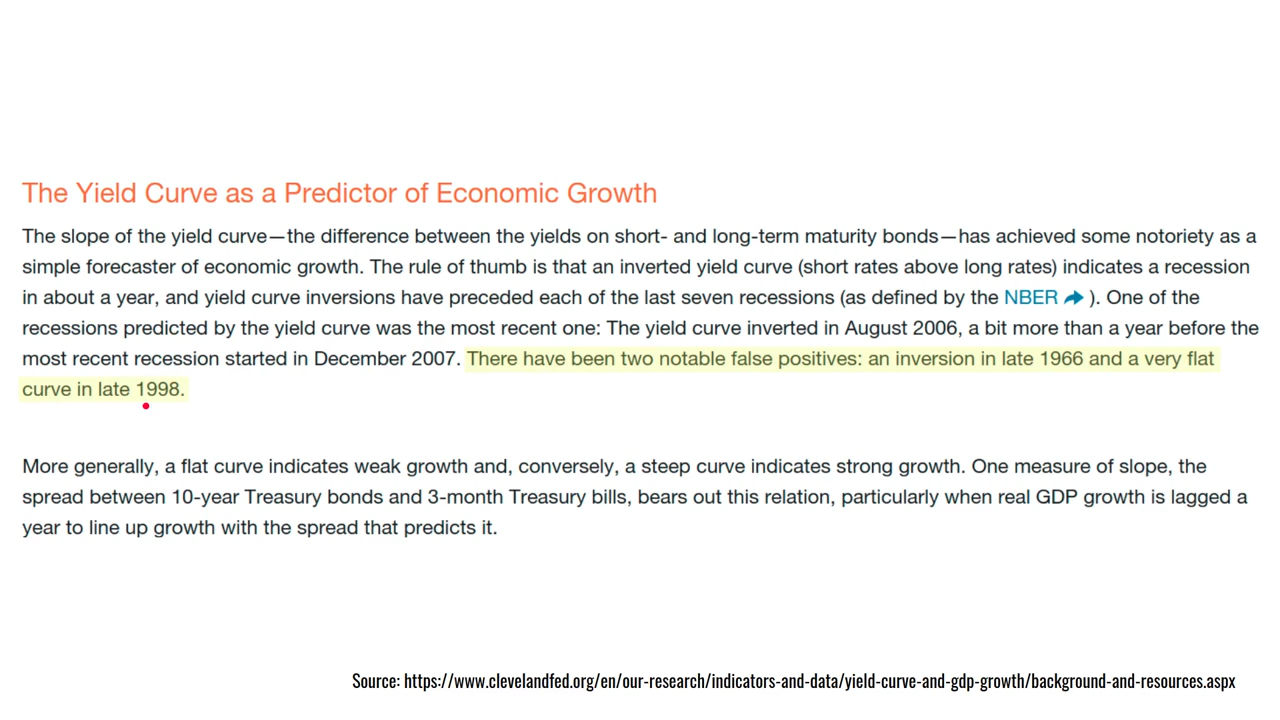 The Yield Curve as a Predictor of Economic Growth
The slope of the yield curve—the difference between the yields on short- and long-term maturity bonds—has achieved some notoriety as a
simple forecaster of economic growth. The rule of thumb is that an inverted yield curve (short rates above long rates) indicates a recession
in about a year, and yield curve inversions have preceded each of the last seven recessions (as defined by the NBER ). One of the
recessions predicted by the yield curve was the most recent one: The yield curve inverted in August 2006, a bit more than a year before the
most recent recession started in December 2007. There have been two notable false positives: an inversion in late 1966 and a very flat
curve in late 1998.
More generally, a flat curve indicates weak growth and, conversely, a steep curve indicates strong growth. One measure of slope, the
spread between 10-year Treasury bonds and 3-month Treasury bills, bears out this relation, particularly when real GDP growth is lagged a
year to line up growth with the spread that predicts it.
Source: https://www.clevelandfed.org/en/our-research/indicators-and-data/yield-curve-and-gdp-growth/background-and-resources.aspx